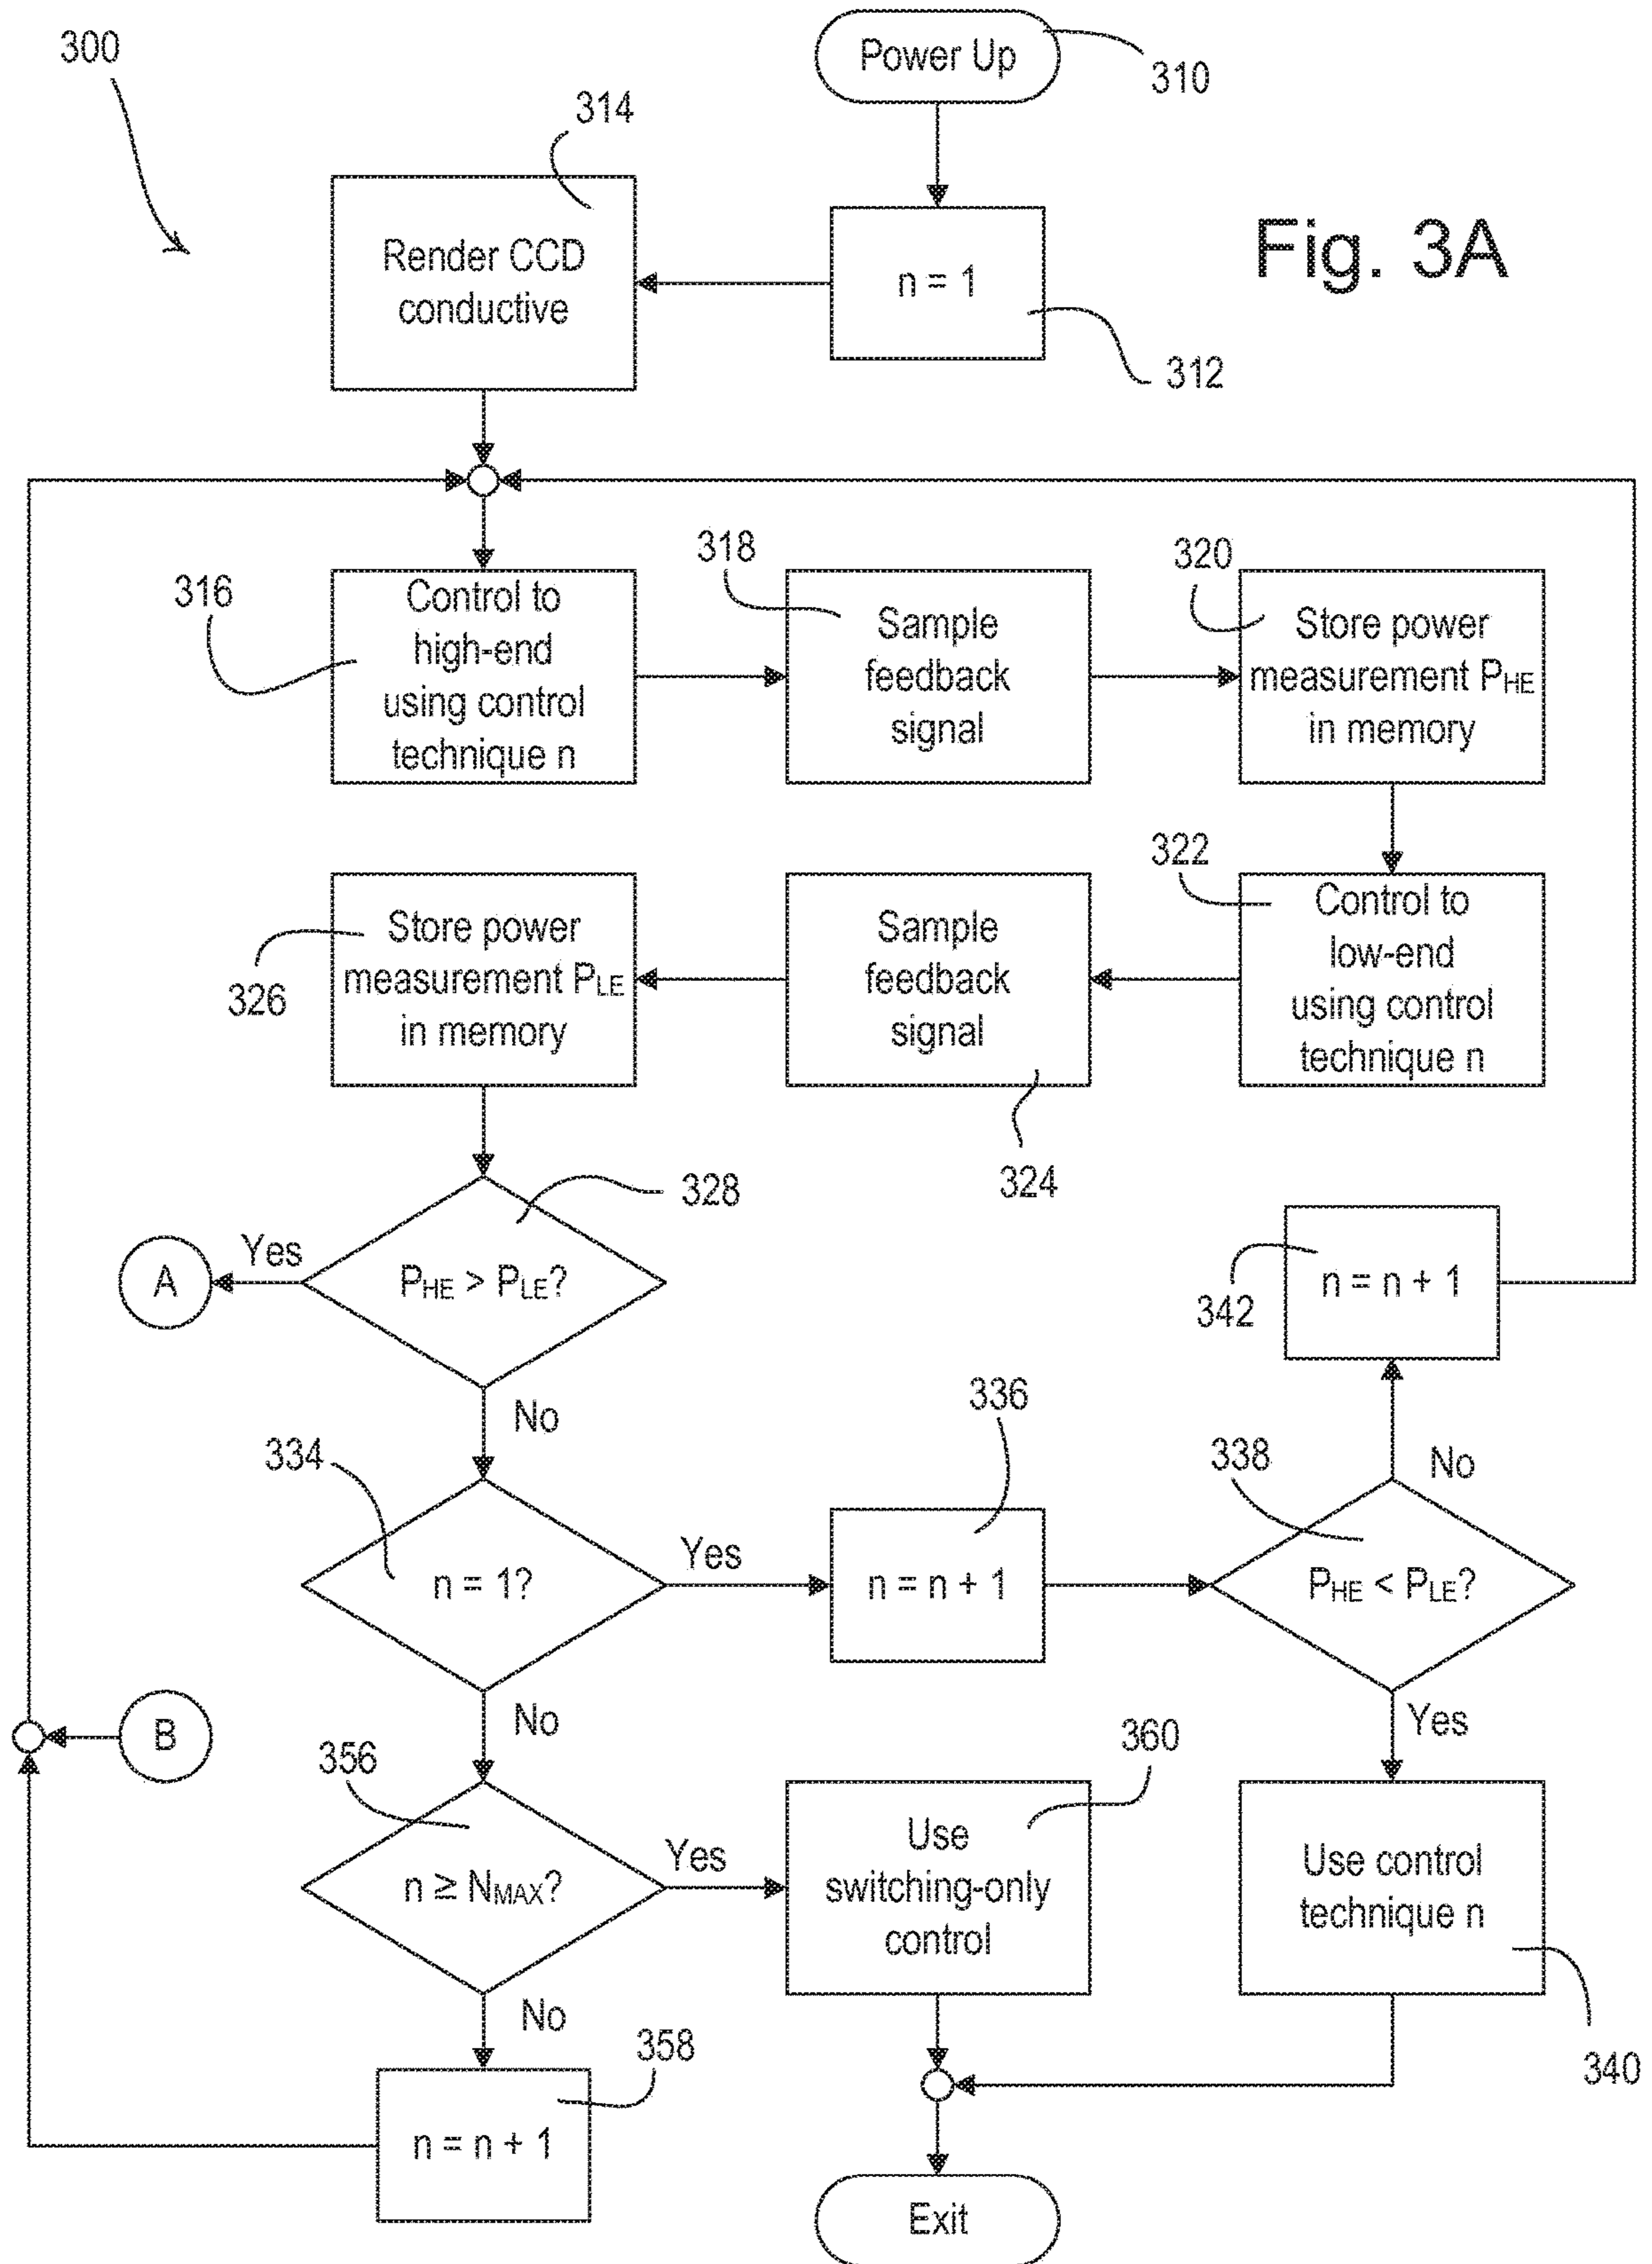 300
Power Up
310
314
Render CCD
conductive
n = 1
312
Fig. 3A
316
Control to
high-end
using control
technique n
318
Sample
feedback
signal
320
Store power
measurement PHE
in memory
322
Control to
low-end
using control
technique n
Sample
feedback
signal
324
Store power
measurement PLE
in memory
326
328
PHE > PLE?
Yes
A
No
334
n = 1?
Yes
336
n = n + 1
338
PHE < PLE?
No
342
n = n + 1
Yes
Use control
technique n
340
No
B
356
n ≥ NMAX?
Yes
360
Use
switching-only
control
No
358
n = n + 1
Exit